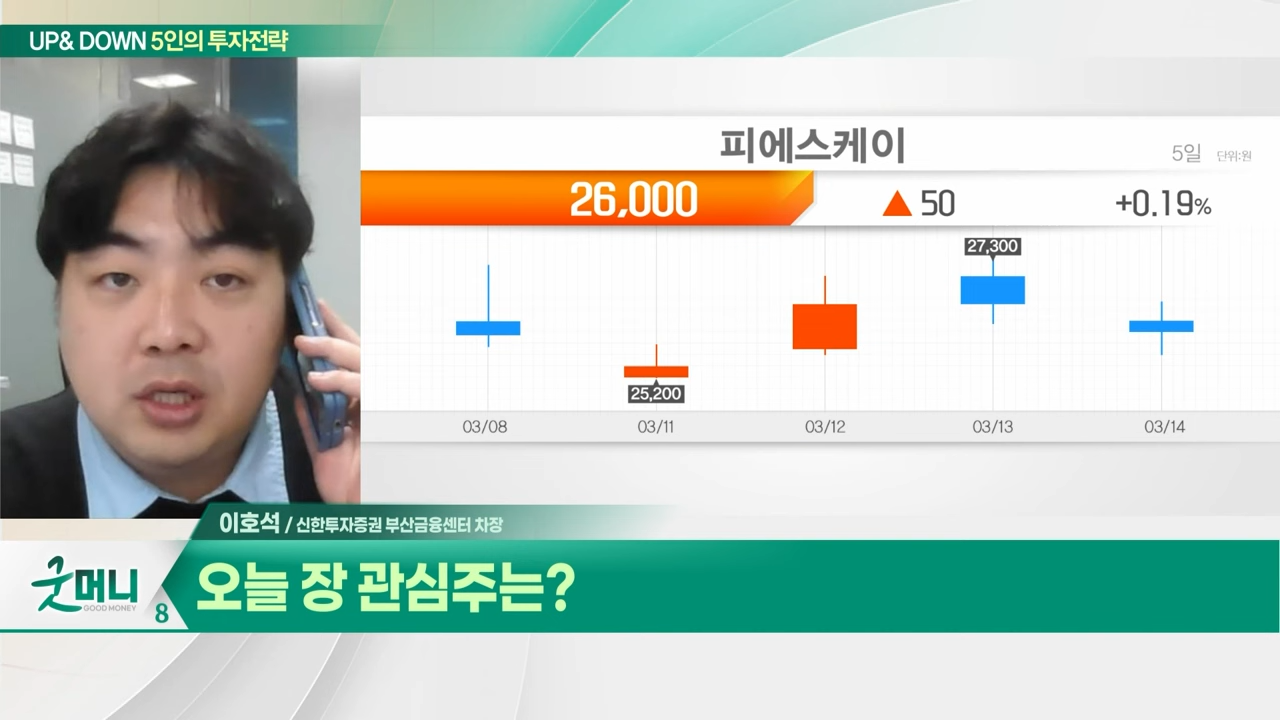 UP& DOWN 5인의 투자전략
피에스케이
5일 단위:원
26,000 ▲ 50 +0.19%
27,300
25,200
03/08 03/11 03/12 03/13 03/14
이호석 / 신한투자증권 부산금융센터 차장
굿머니
GOOD MONEY
8
오늘 장 관심주는?